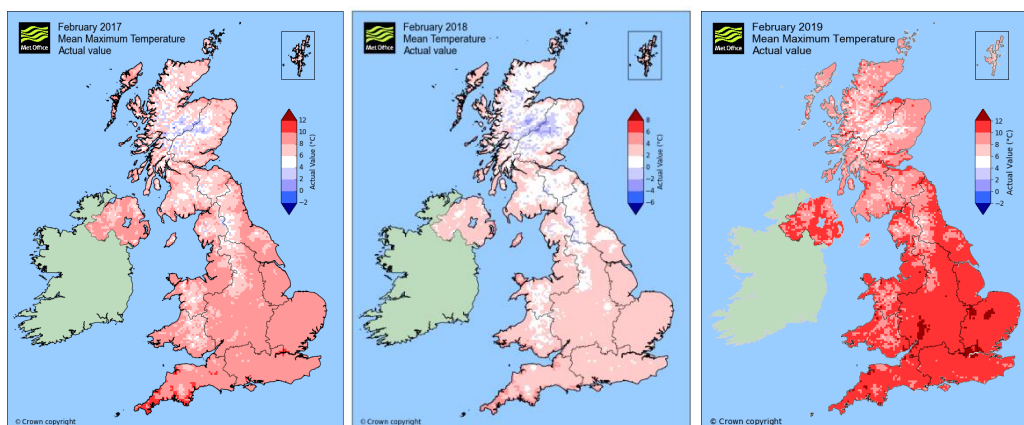 February 2017
Mean Maximum Temperature
Actual value
Met Office
12
10
8
6
4
2
0
−2
Actual Value (°C)
© Crown copyright
February 2018
Mean Maximum Temperature
Actual value
Met Office
8
6
4
2
0
−2
−4
−6
Actual Value (°C)
© Crown copyright
February 2019
Mean Maximum Temperature
Actual value
Met Office
12
10
8
6
4
2
0
−2
Actual Value (°C)
© Crown copyright